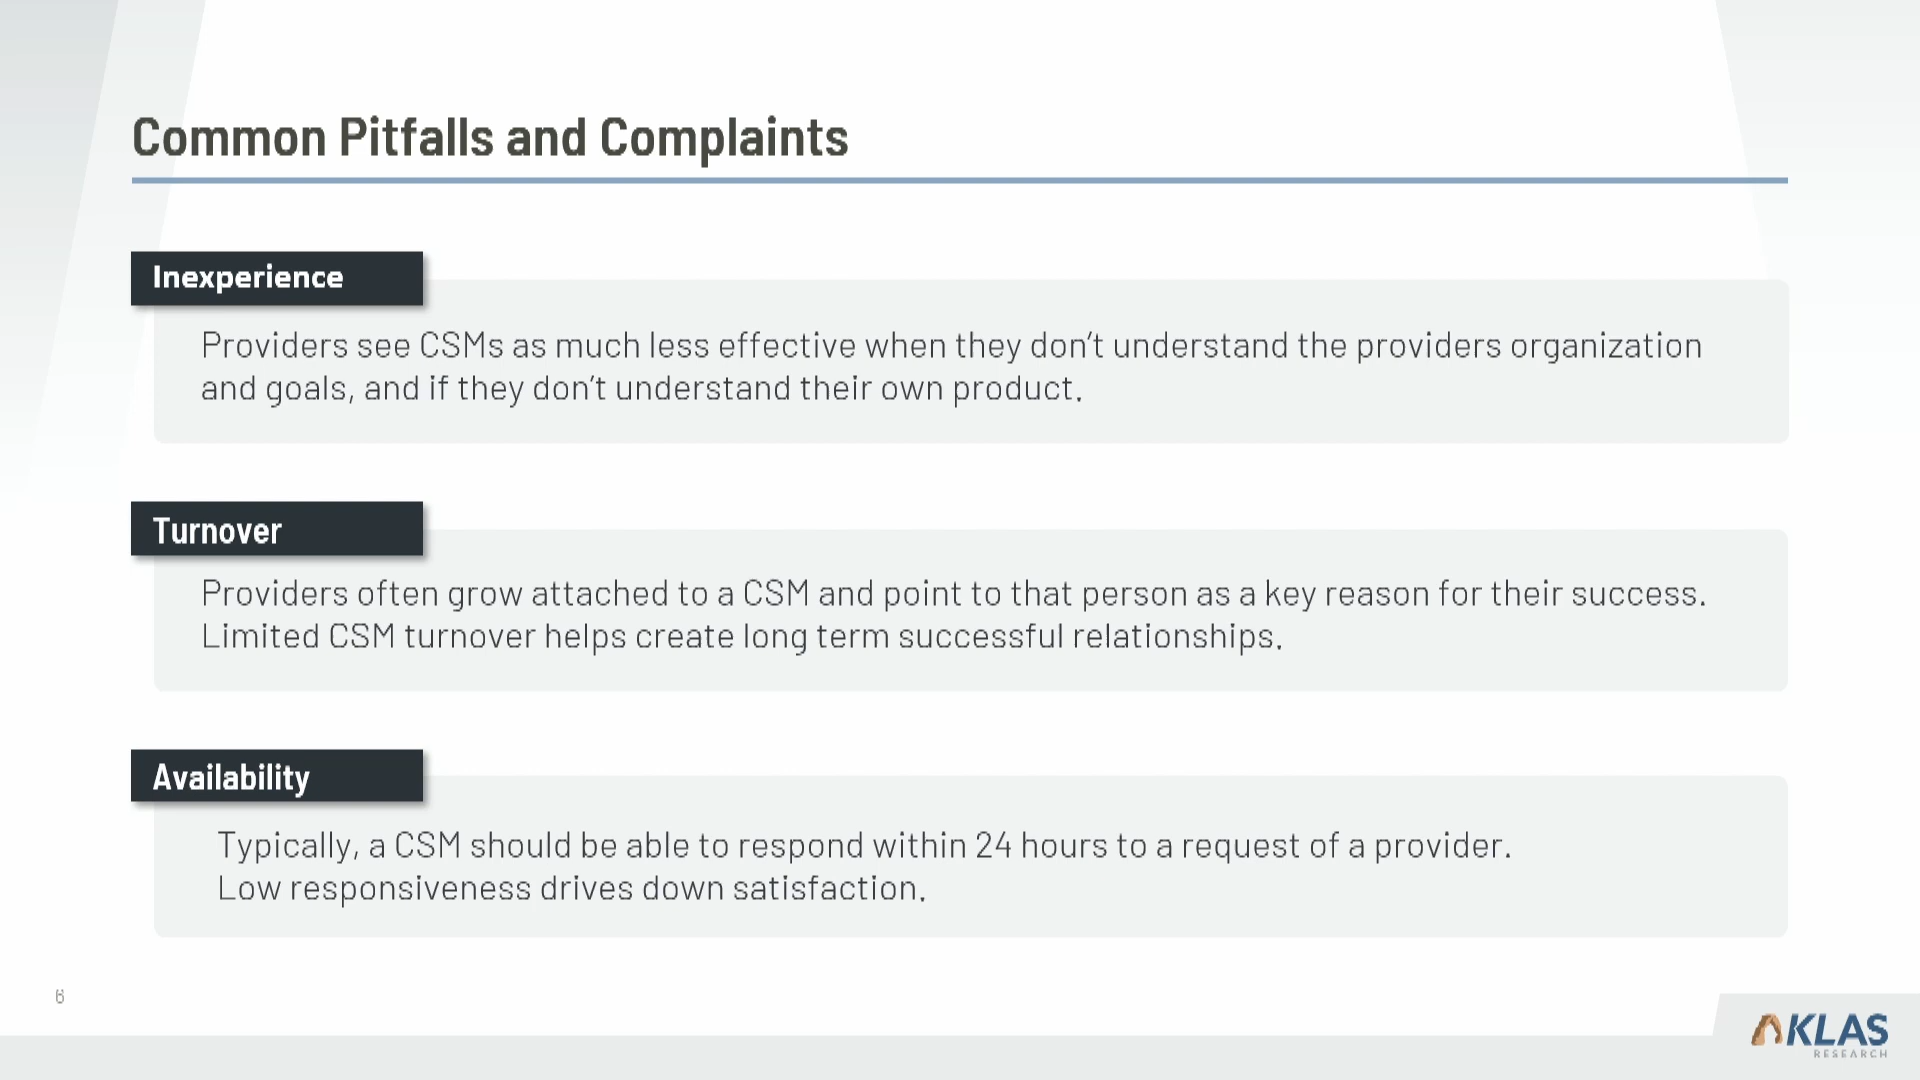 Common Pitfalls and Complaints
Inexperience
Providers see CSMs as much less effective when they don’t understand the providers organization
and goals, and if they don’t understand their own product.
Turnover
Providers often grow attached to a CSM and point to that person as a key reason for their success.
Limited CSM turnover helps create long term successful relationships.
Availability
Typically, a CSM should be able to respond within 24 hours to a request of a provider.
Low responsiveness drives down satisfaction.
6
KLAS
RESEARCH